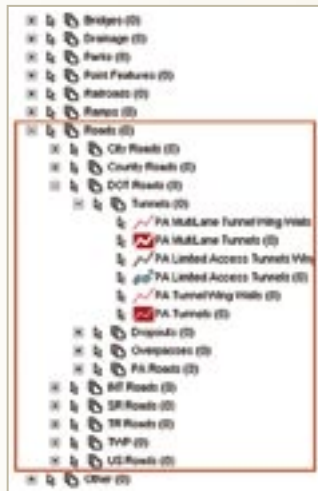 Bridges (0)
Drainage (0)
Parks (0)
Point Features (0)
Railroads (0)
Ramps (0)
Roads (0)
City Roads (0)
County Roads (0)
DOT Roads (0)
Tunnels (0)
PA MultiLane Tunnel Wing Walls
PA MultiLane Tunnels (0)
PA Limited Access Tunnels Wing
PA Limited Access Tunnels (0)
PA Tunnel Wing Walls (0)
PA Tunnels (0)
Dropouts (0)
Overpasses (0)
PA Roads (0)
INT Roads (0)
SR Roads (0)
TR Roads (0)
TWP (0)
US Roads (0)
Other (0)